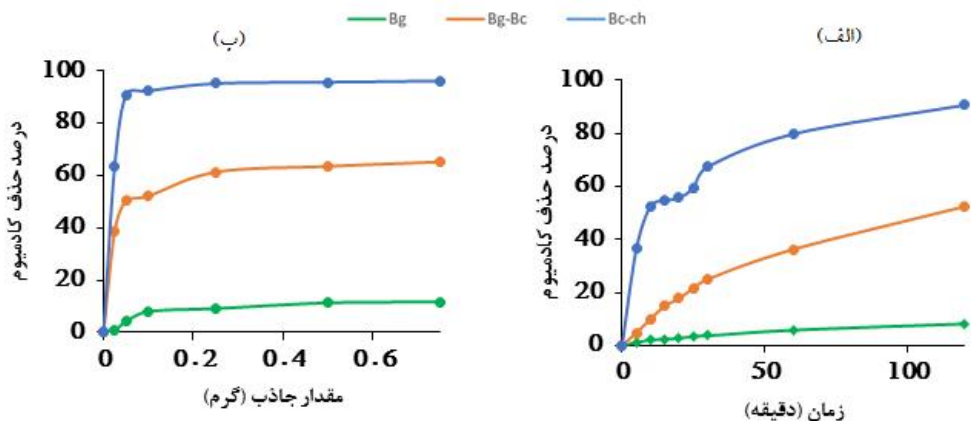 Bg Bg-Bc Bc-ch
(الف)
درصد حذف کادمیوم
100
80
60
40
20
0
0 50 100
زمان (دقیقه)
(ب)
درصد حذف کادمیوم
100
80
60
40
20
0
0 0.2 0.4 0.6
مقدار جاذب (گرم)